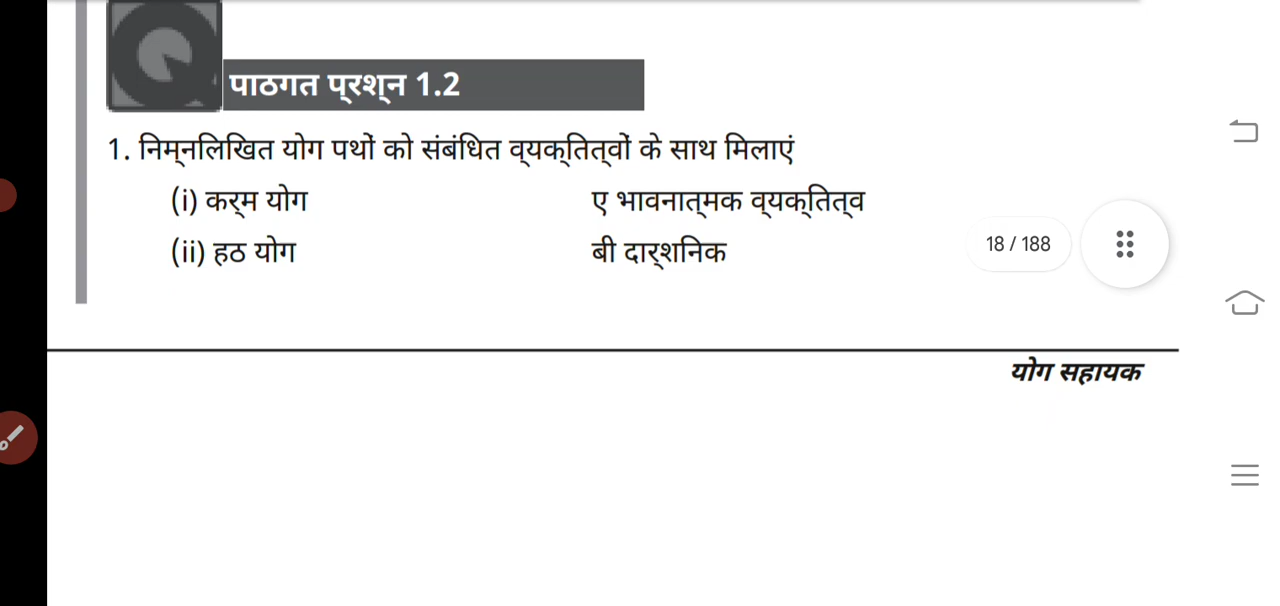 पाठगत प्रश्न 1.2
1. निम्नलिखित योग पथों को संबंधित व्यक्तित्वों के साथ मिलाएं
(i) कर्म योग ए भावनात्मक व्यक्तित्व
(ii) हठ योग बी दार्शनिक
18 / 188
योग सहायक